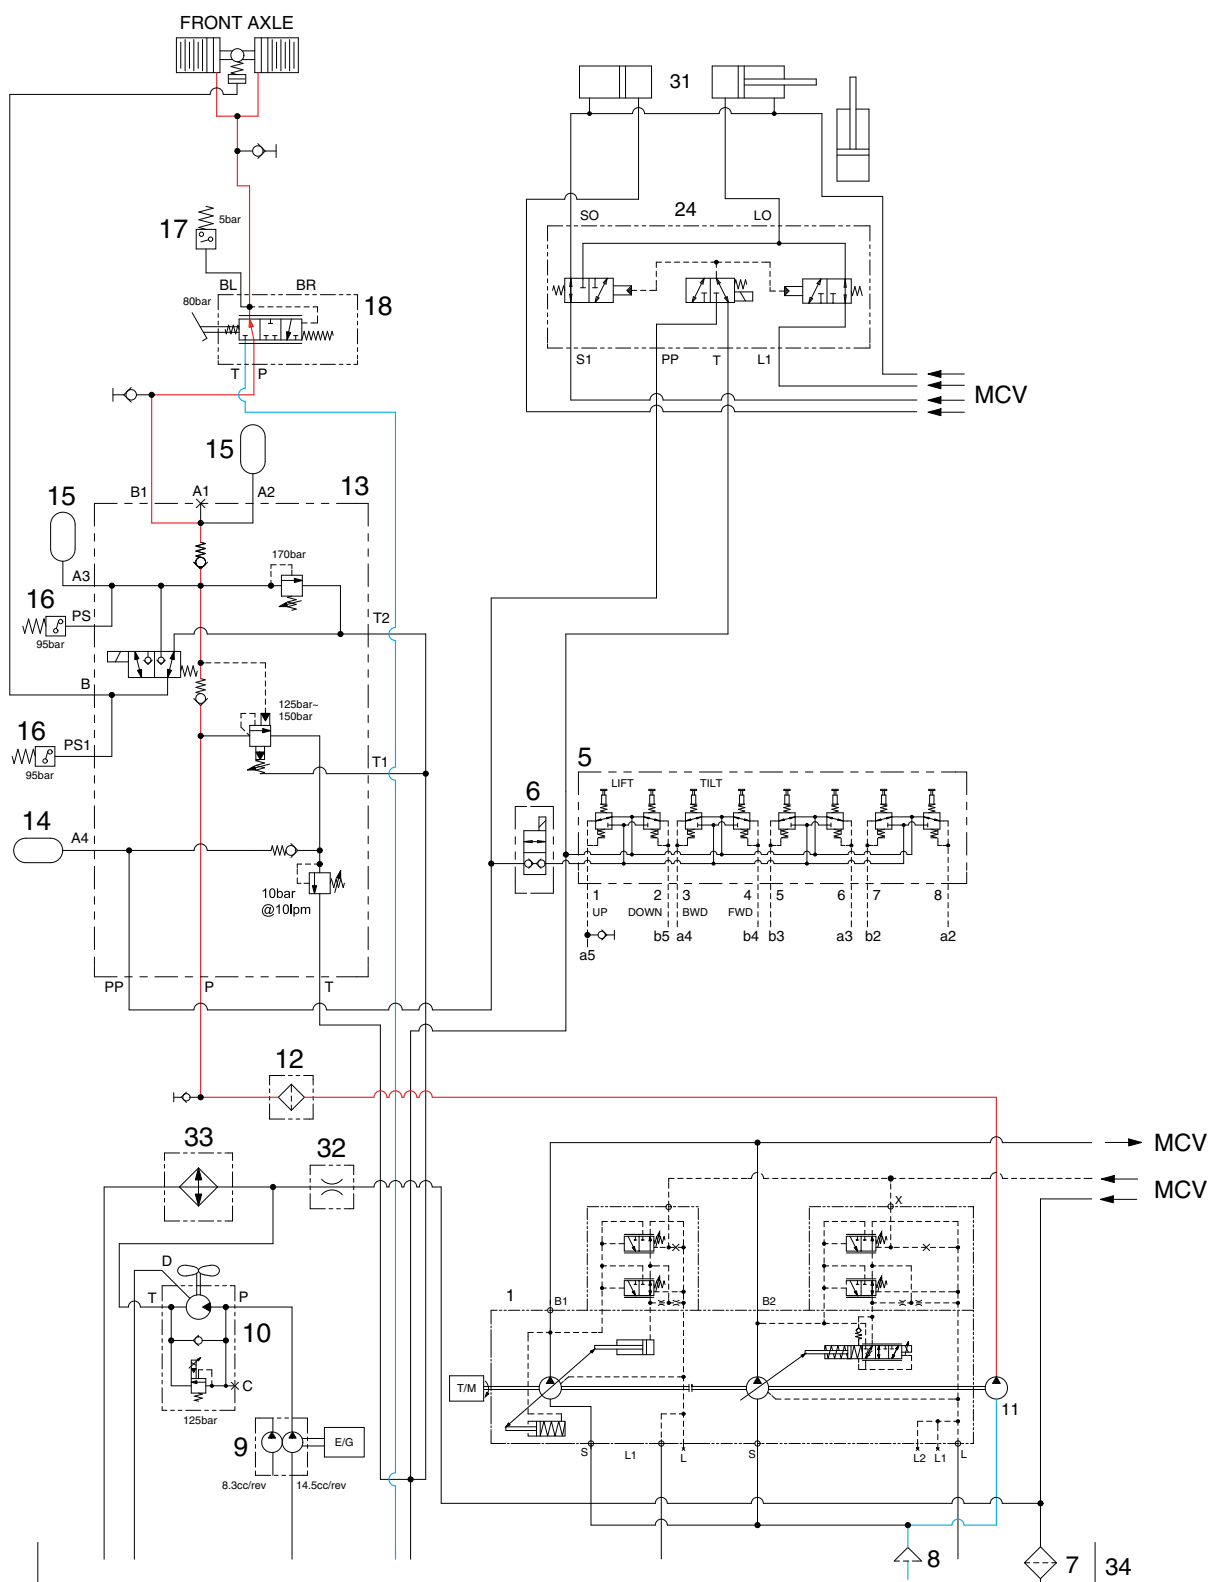 FRONT AXLE
31
17
5bar
SO
24
LO
BL
BR
80bar
18
T
P
S1
PP
T
L1
MCV
15
15
B1
A1
A2
13
170bar
A3
16
PS
95bar
T2
B
125bar~
150bar
16
PS1
95bar
T1
5
LIFT
TILT
6
14
A4
10bar
@10lpm
1
2
3
4
5
6
7
8
UP
DOWN
BWD
FWD
a5
b5
a4
b4
b3
a3
b2
a2
PP
P
T
12
33
32
MCV
MCV
X
D
T
P
10
C
125bar
1
B1
B2
T/M
11
9
E/G
8.3cc/rev
14.5cc/rev
S
L1
L
S
L2
L1
L
8
7
34